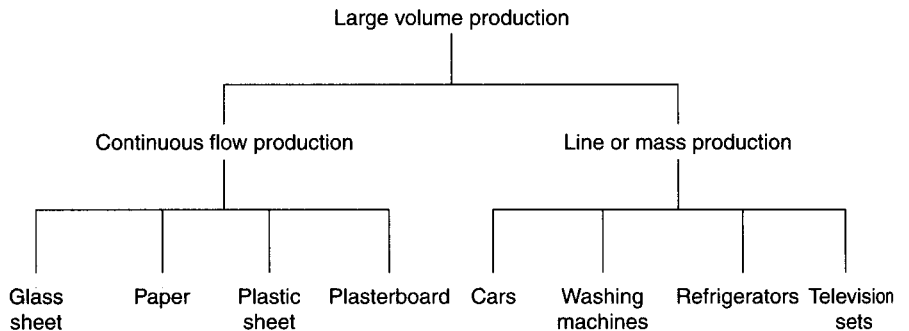 Large volume production
Continuous flow production
Line or mass production
Glass
sheet
Paper
Plastic
sheet
Plasterboard
Cars
Washing
machines
Refrigerators
Television
sets